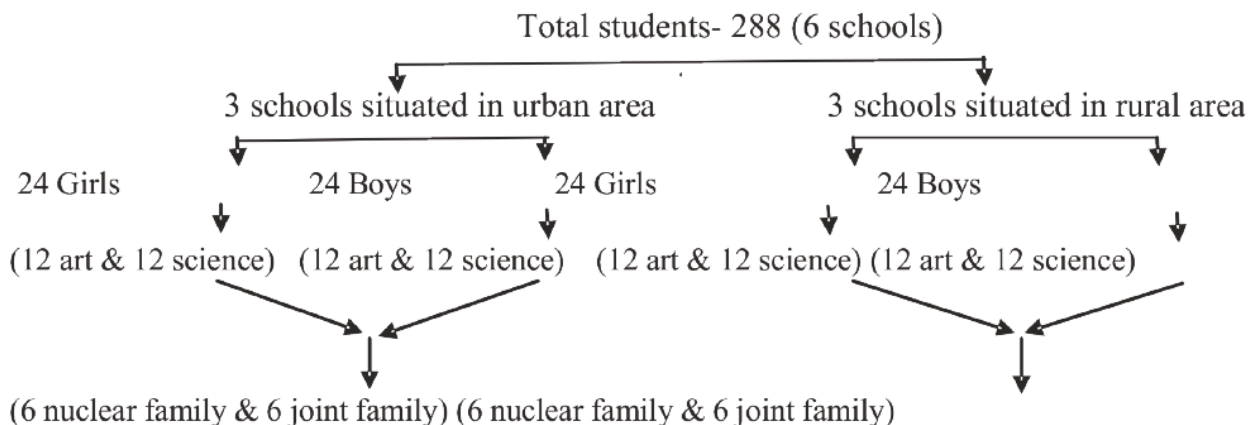 Total students- 288 (6 schools)
3 schools situated in urban area 3 schools situated in rural area
24 Girls 24 Boys 24 Girls 24 Boys
(12 art & 12 science) (12 art & 12 science) (12 art & 12 science) (12 art & 12 science)
(6 nuclear family & 6 joint family) (6 nuclear family & 6 joint family)